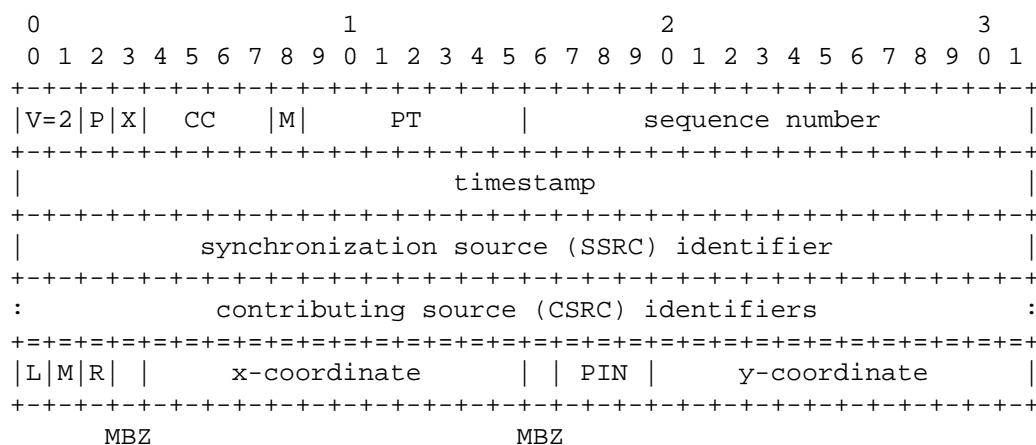 0                   1                   2                   3
 0 1 2 3 4 5 6 7 8 9 0 1 2 3 4 5 6 7 8 9 0 1 2 3 4 5 6 7 8 9 0 1
+-+-+-+-+-+-+-+-+-+-+-+-+-+-+-+-+-+-+-+-+-+-+-+-+-+-+-+-+-+-+-+-+
|V=2|P|X|  CC   |M|     PT      |       sequence number         |
+-+-+-+-+-+-+-+-+-+-+-+-+-+-+-+-+-+-+-+-+-+-+-+-+-+-+-+-+-+-+-+-+
|                           timestamp                           |
+-+-+-+-+-+-+-+-+-+-+-+-+-+-+-+-+-+-+-+-+-+-+-+-+-+-+-+-+-+-+-+-+
|           synchronization source (SSRC) identifier            |
+-+-+-+-+-+-+-+-+-+-+-+-+-+-+-+-+-+-+-+-+-+-+-+-+-+-+-+-+-+-+-+-+
:            contributing source (CSRC) identifiers             :
+=+=+=+=+=+=+=+=+=+=+=+=+=+=+=+=+=+=+=+=+=+=+=+=+=+=+=+=+=+=+=+=+
|L|M|R| |     x-coordinate      | | PIN |     y-coordinate      |
+-+-+-+-+-+-+-+-+-+-+-+-+-+-+-+-+-+-+-+-+-+-+-+-+-+-+-+-+-+-+-+-+
      MBZ                       MBZ